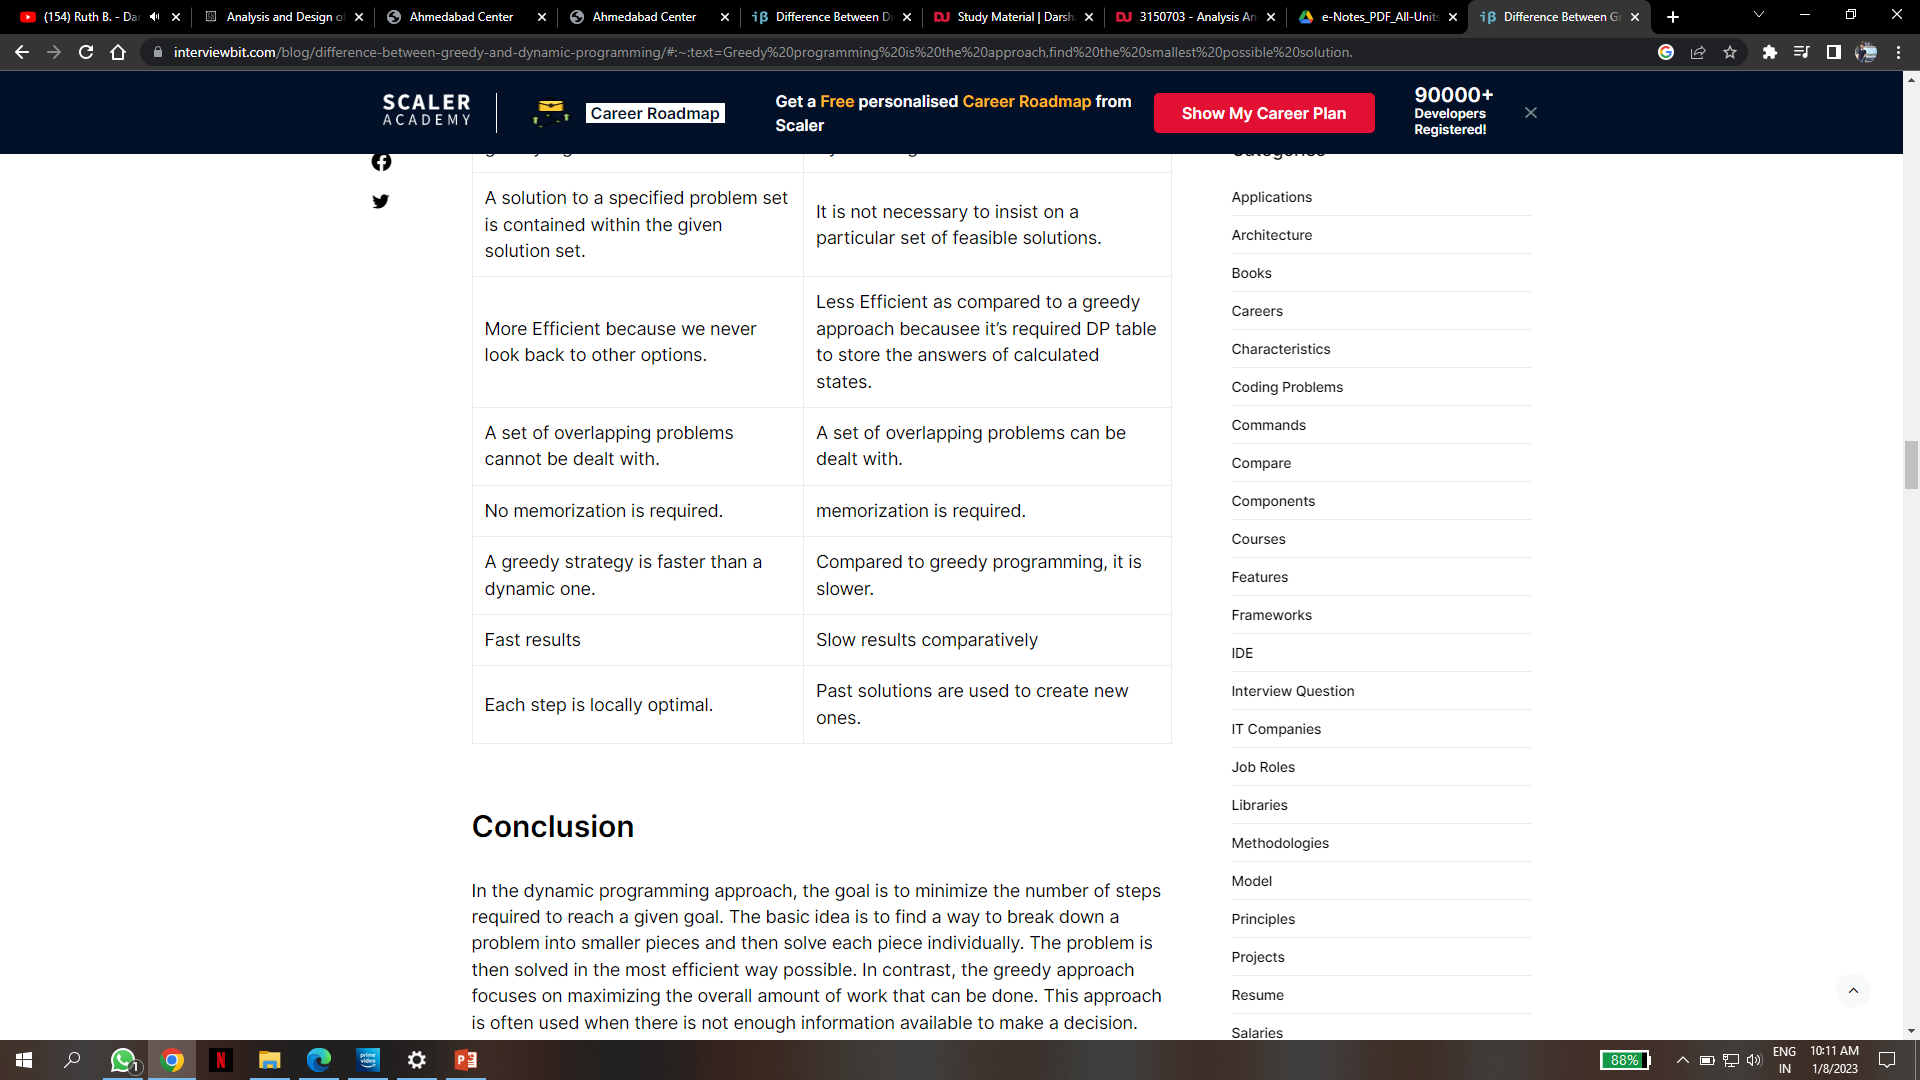 (154) Ruth B. - Da
Analysis and Design o
Ahmedabad Center
Ahmedabad Center
Difference Between D
Study Material | Darsh
3150703 - Analysis An
e-Notes_PDF_All-Units
Difference Between Gr
interviewbit.com/blog/difference-between-greedy-and-dynamic-programming/#:~:text=Greedy%20programming%20is%20the%20approach,find%20the%20smallest%20possible%20solution.
SCALER
ACADEMY
Career Roadmap
Get a Free personalised Career Roadmap from
Scaler
Show My Career Plan
90000+
Developers
Registered!
A solution to a specified problem set
is contained within the given
solution set.
It is not necessary to insist on a
particular set of feasible solutions.
More Efficient because we never
look back to other options.
Less Efficient as compared to a greedy
approach becausee it’s required DP table
to store the answers of calculated
states.
A set of overlapping problems
cannot be dealt with.
A set of overlapping problems can be
dealt with.
No memorization is required.
memorization is required.
A greedy strategy is faster than a
dynamic one.
Compared to greedy programming, it is
slower.
Fast results
Slow results comparatively
Each step is locally optimal.
Past solutions are used to create new
ones.
Conclusion
In the dynamic programming approach, the goal is to minimize the number of steps
required to reach a given goal. The basic idea is to find a way to break down a
problem into smaller pieces and then solve each piece individually. The problem is
then solved in the most efficient way possible. In contrast, the greedy approach
focuses on maximizing the overall amount of work that can be done. This approach
is often used when there is not enough information available to make a decision.
Categories
Applications
Architecture
Books
Careers
Characteristics
Coding Problems
Commands
Compare
Components
Courses
Features
Frameworks
IDE
Interview Question
IT Companies
Job Roles
Libraries
Methodologies
Model
Principles
Projects
Resume
Salaries
1
N
prime
video
88%
ENG
IN
10:11 AM
1/8/2023